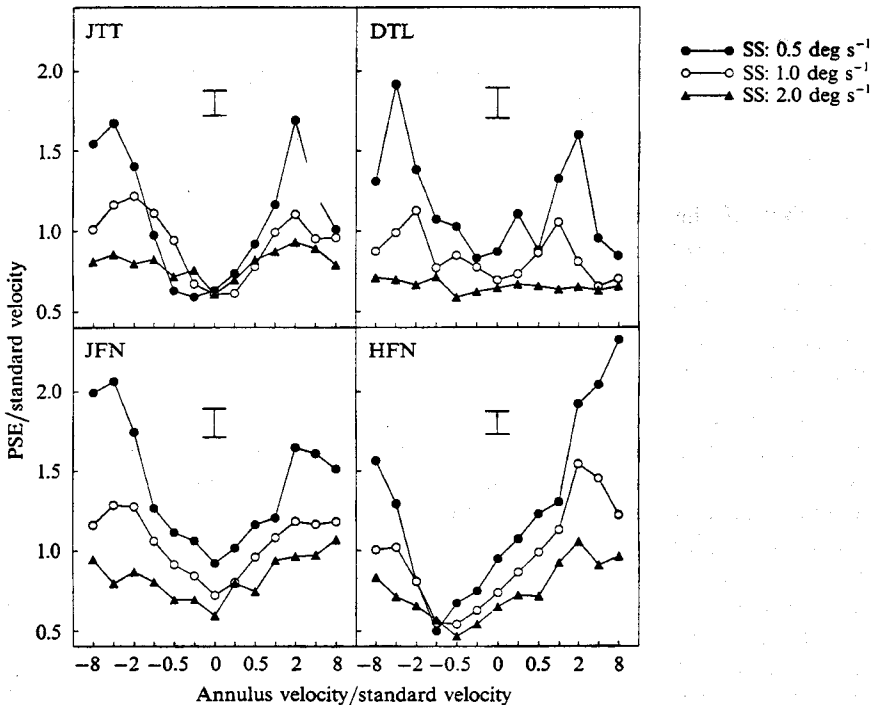 JTT
DTL
SS: 0.5 deg s⁻¹
SS: 1.0 deg s⁻¹
SS: 2.0 deg s⁻¹
2.0
1.5
1.0
0.5
JFN
HFN
2.0
1.5
1.0
0.5
PSE/standard velocity
−8 −2 −0.5 0 0.5 2 8
−8 −2 −0.5 0 0.5 2 8
Annulus velocity/standard velocity